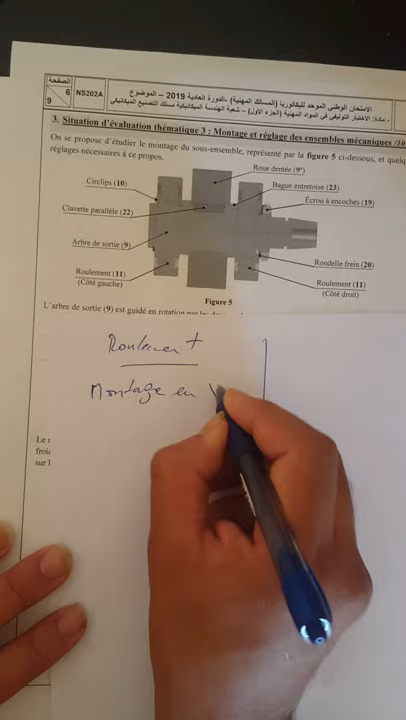 الصفحة
6
9
NS202A
الامتحان الوطني الموحد للبكالوريا (المسالك المهنية) -الدورة العادية 2019 – الموضوع
- مادة: الاختبار التوليفي في المواد المهنية (الجزء الأول) – شعبة الهندسة الميكانيكية مسلك التصنيع الميكانيكي
3. Situation d'évaluation thématique 3 : Montage et réglage des ensembles mécaniques /10
On se propose d'étudier le montage du sous-ensemble, représenté par la figure 5 ci-dessous, et quelq
réglages nécessaires à ce propos.
Roue dentée (9')
Circlips (10)
Bague entretoise (23)
Écrou à encoches (19)
Clavette parallèle (22)
Arbre de sortie (9)
Rondelle frein (20)
Roulement (11)
(Côté gauche)
Roulement (11)
(Côté droit)
Figure 5
L'arbre de sortie (9) est guidé en rotation par les
Roulement
Montage en
Le
froi
sur l